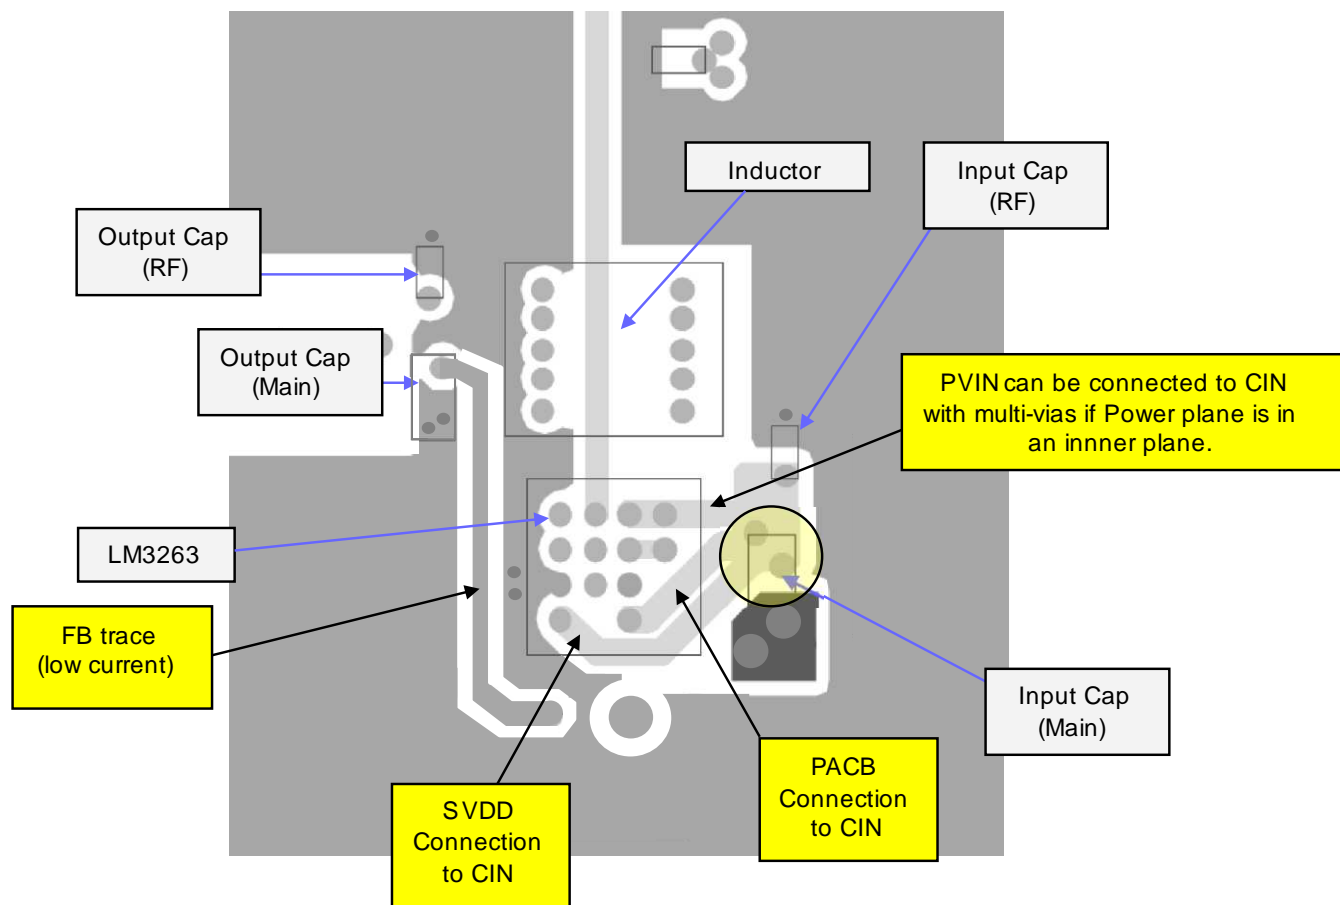 Inductor
Input Cap
(RF)
Output Cap
(RF)
Output Cap
(Main)
PVIN can be connected to CIN
with multi-vias if Power plane is in
an innner plane.
LM3263
FB trace
(low current)
Input Cap
(Main)
PACB
Connection
to CIN
SVDD
Connection
to CIN